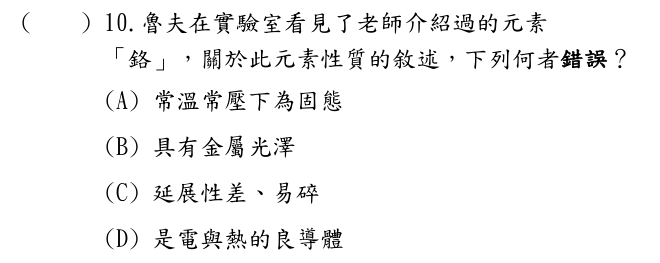 （　　）10. 魯夫在實驗室看見了老師介紹過的元素
「鉻」，關於此元素性質的敘述，下列何者錯誤？
(A) 常溫常壓下為固態
(B) 具有金屬光澤
(C) 延展性差、易碎
(D) 是電與熱的良導體